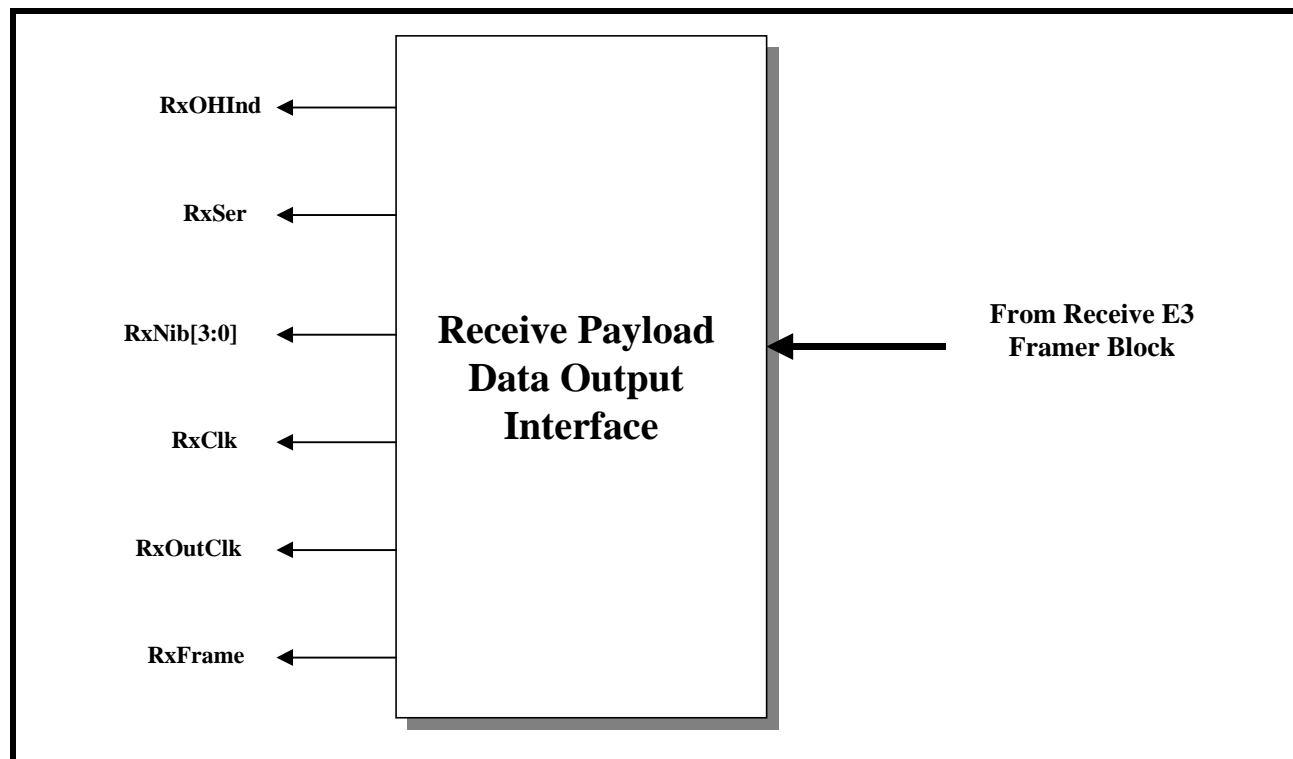 RxOHInd
RxSer
RxNib[3:0]
RxClk
RxOutClk
RxFrame
Receive Payload
Data Output
Interface
From Receive E3
Framer Block